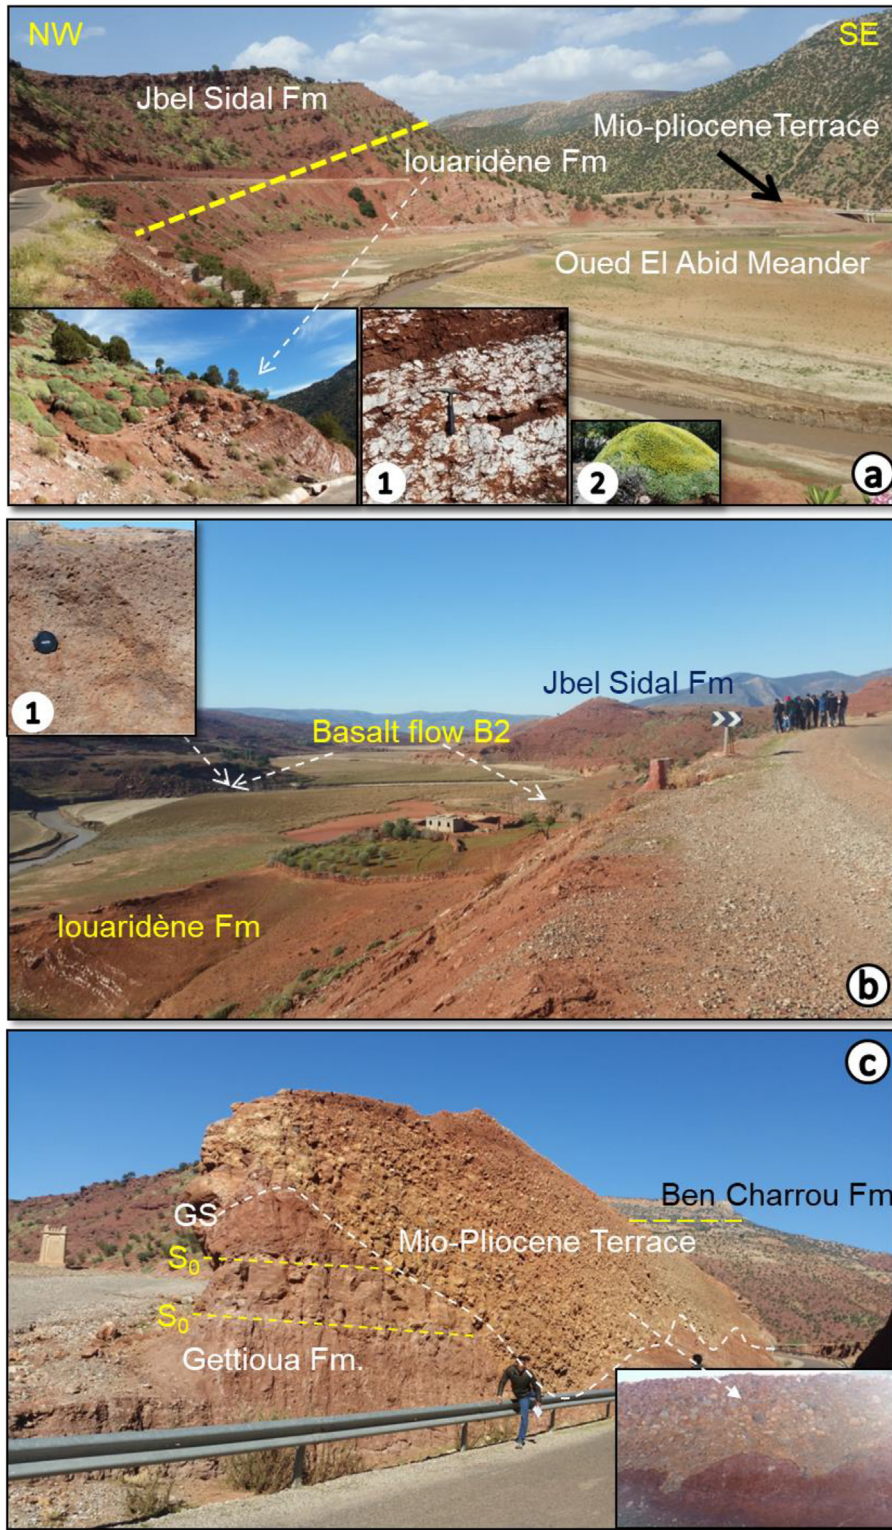 NW
SE
Jbel Sidal Fm
Mio-plioceneTerrace
Iouaridène Fm
Oued El Abid Meander
1
2
a
1
Jbel Sidal Fm
Basalt flow B2
Iouaridène Fm
b
c
Ben Charrou Fm
GS
Mio-Pliocene Terrace
S₀
S₀
Gettioua Fm.